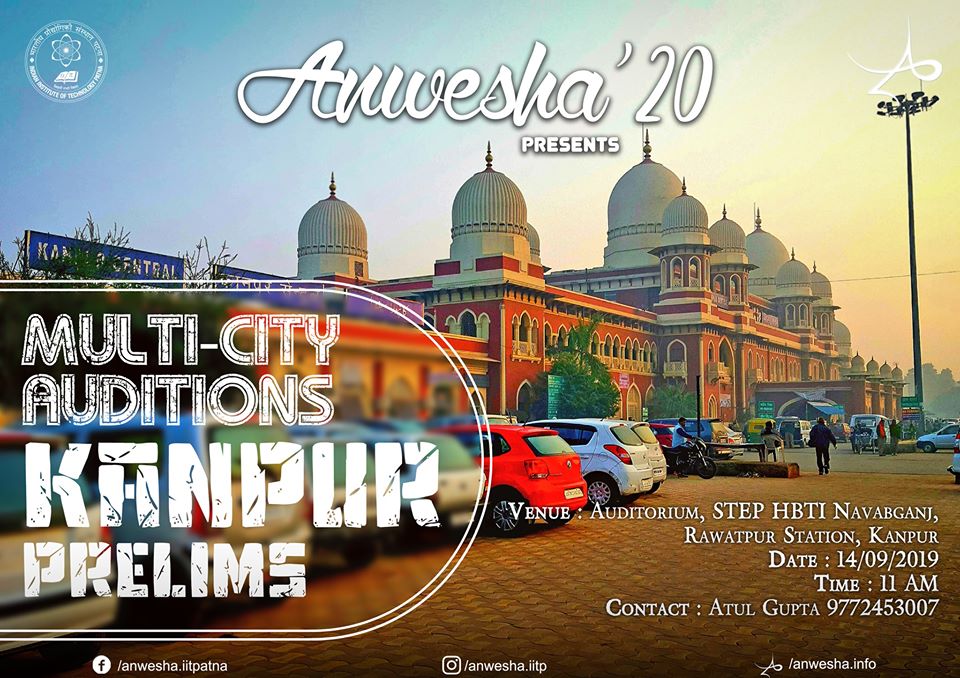 भारतीय प्रौद्योगिकी संस्थान पटना
INDIAN INSTITUTE OF TECHNOLOGY PATNA
Anwesha'20
PRESENTS
KANPUR CENTRAL
MULTI-CITY
AUDITIONS
KANPUR
PRELIMS
VENUE : AUDITORIUM, STEP HBTI NAVABGANJ,
RAWATPUR STATION, KANPUR
DATE : 14/09/2019
TIME : 11 AM
CONTACT : ATUL GUPTA 9772453007
/anwesha.iitpatna
/anwesha.iitp
/anwesha.info